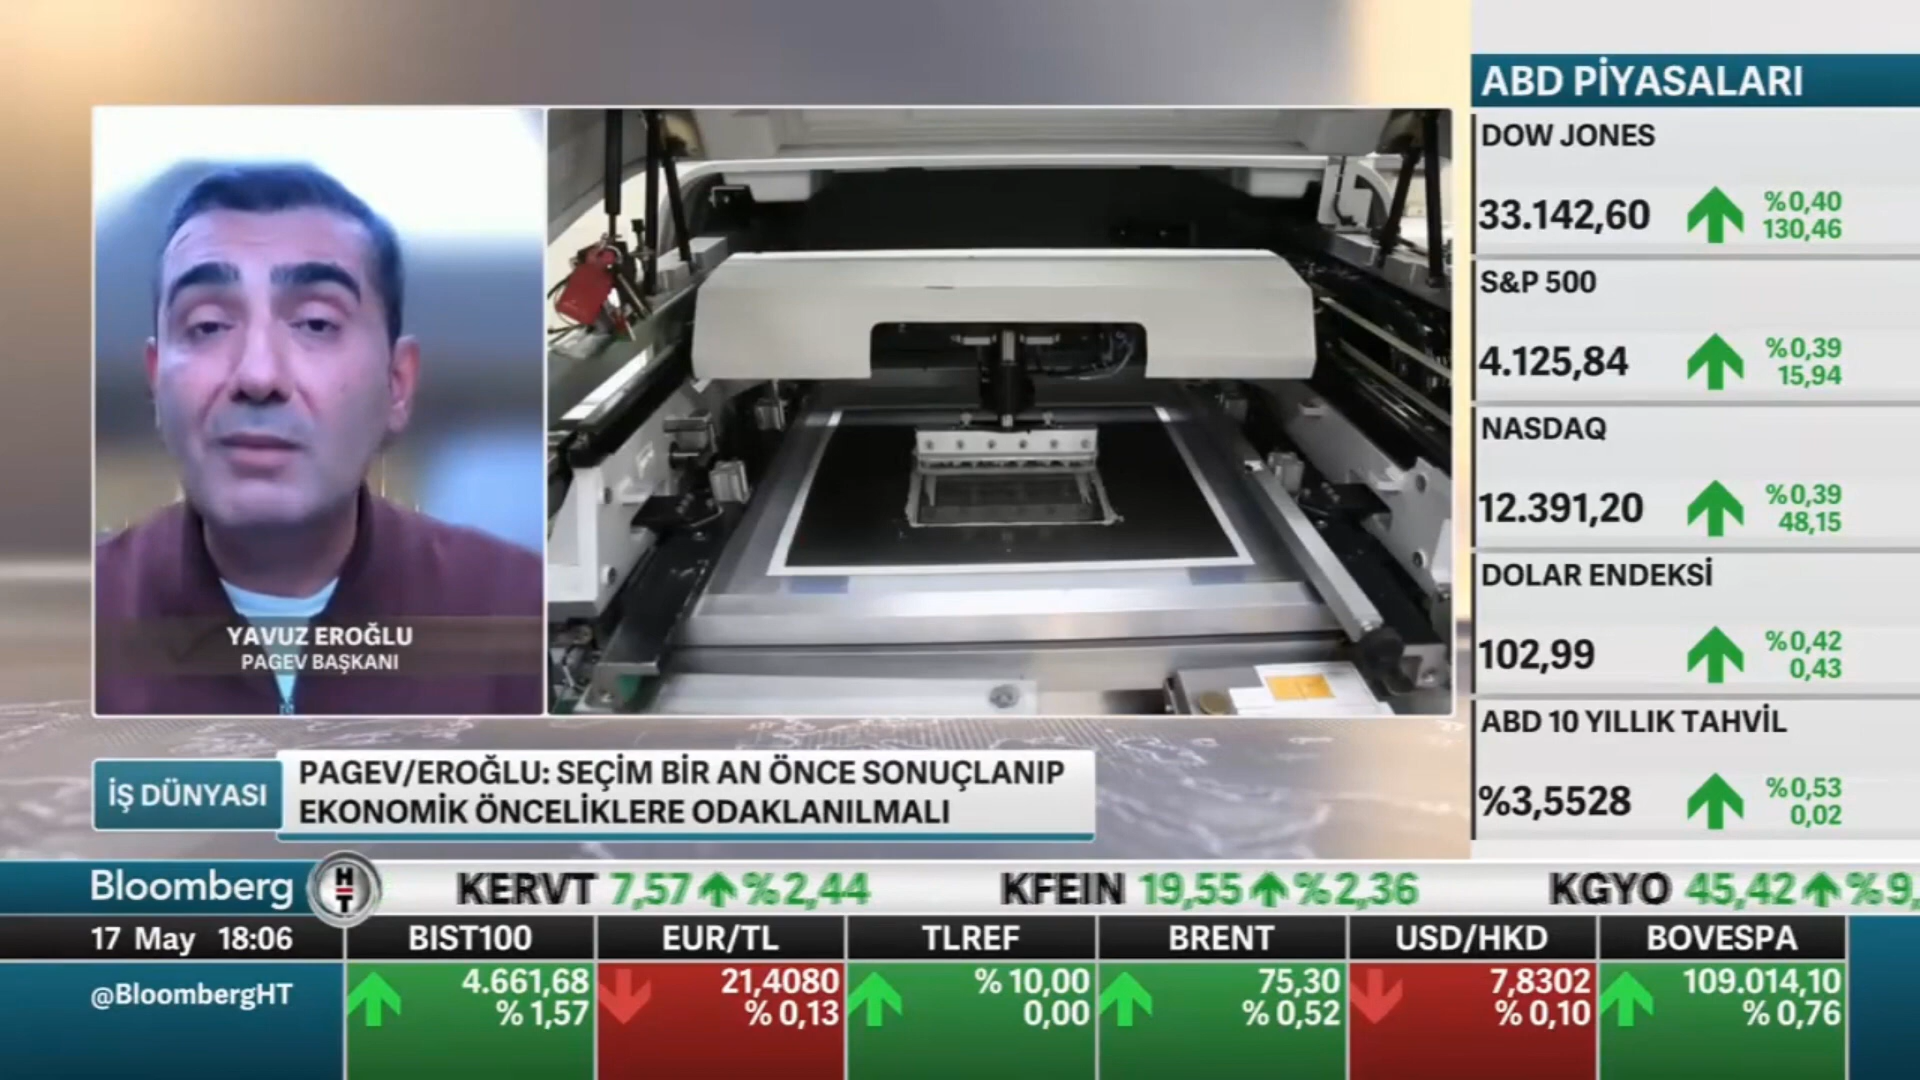 ABD PİYASALARI
DOW JONES
33.142,60 %0,40
130,46
S&P 500
4.125,84 %0,39
15,94
NASDAQ
12.391,20 %0,39
48,15
DOLAR ENDEKSİ
102,99 %0,42
0,43
ABD 10 YILLIK TAHVİL
%3,5528 %0,53
0,02
YAVUZ EROĞLU
PAGEV BAŞKANI
İŞ DÜNYASI
PAGEV/EROĞLU: SEÇİM BİR AN ÖNCE SONUÇLANIP
EKONOMİK ÖNCELİKLERE ODAKLANILMALI
Bloomberg HT
KERVT 7,57 %2,44 KFEIN 19,55 %2,36 KGYO 45,42 %9,
17 May 18:06
@BloombergHT
BIST100
4.661,68
% 1,57
EUR/TL
21,4080
% 0,13
TLREF
% 10,00
0,00
BRENT
75,30
% 0,52
USD/HKD
7,8302
% 0,10
BOVESPA
109.014,10
% 0,76